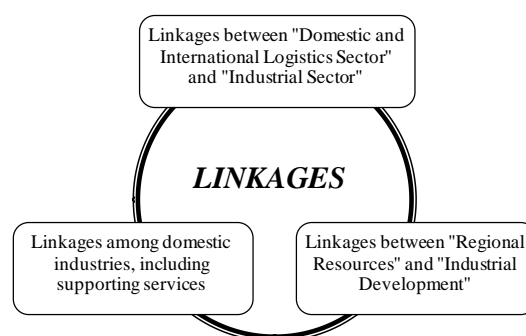 Linkages between "Domestic and
International Logistics Sector"
and "Industrial Sector"
LINKAGES
Linkages among domestic
industries, including
supporting services
Linkages between "Regional
Resources" and "Industrial
Development"